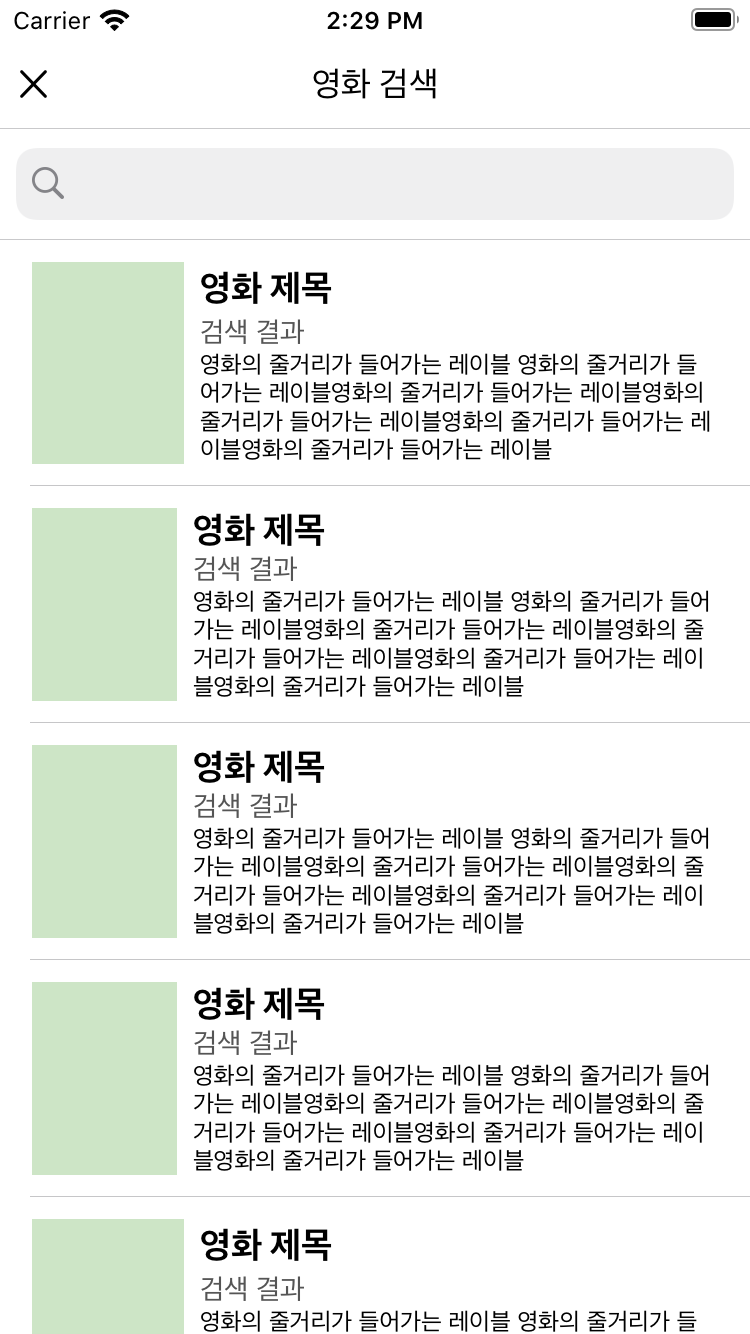 Carrier 2:29 PM
영화 검색
영화 제목
검색 결과
영화의 줄거리가 들어가는 레이블 영화의 줄거리가 들
어가는 레이블영화의 줄거리가 들어가는 레이블영화의
줄거리가 들어가는 레이블영화의 줄거리가 들어가는 레
이블영화의 줄거리가 들어가는 레이블
영화 제목
검색 결과
영화의 줄거리가 들어가는 레이블 영화의 줄거리가 들어
가는 레이블영화의 줄거리가 들어가는 레이블영화의 줄
거리가 들어가는 레이블영화의 줄거리가 들어가는 레이
블영화의 줄거리가 들어가는 레이블
영화 제목
검색 결과
영화의 줄거리가 들어가는 레이블 영화의 줄거리가 들어
가는 레이블영화의 줄거리가 들어가는 레이블영화의 줄
거리가 들어가는 레이블영화의 줄거리가 들어가는 레이
블영화의 줄거리가 들어가는 레이블
영화 제목
검색 결과
영화의 줄거리가 들어가는 레이블 영화의 줄거리가 들어
가는 레이블영화의 줄거리가 들어가는 레이블영화의 줄
거리가 들어가는 레이블영화의 줄거리가 들어가는 레이
블영화의 줄거리가 들어가는 레이블
영화 제목
검색 결과
영화의 줄거리가 들어가는 레이블 영화의 줄거리가 들